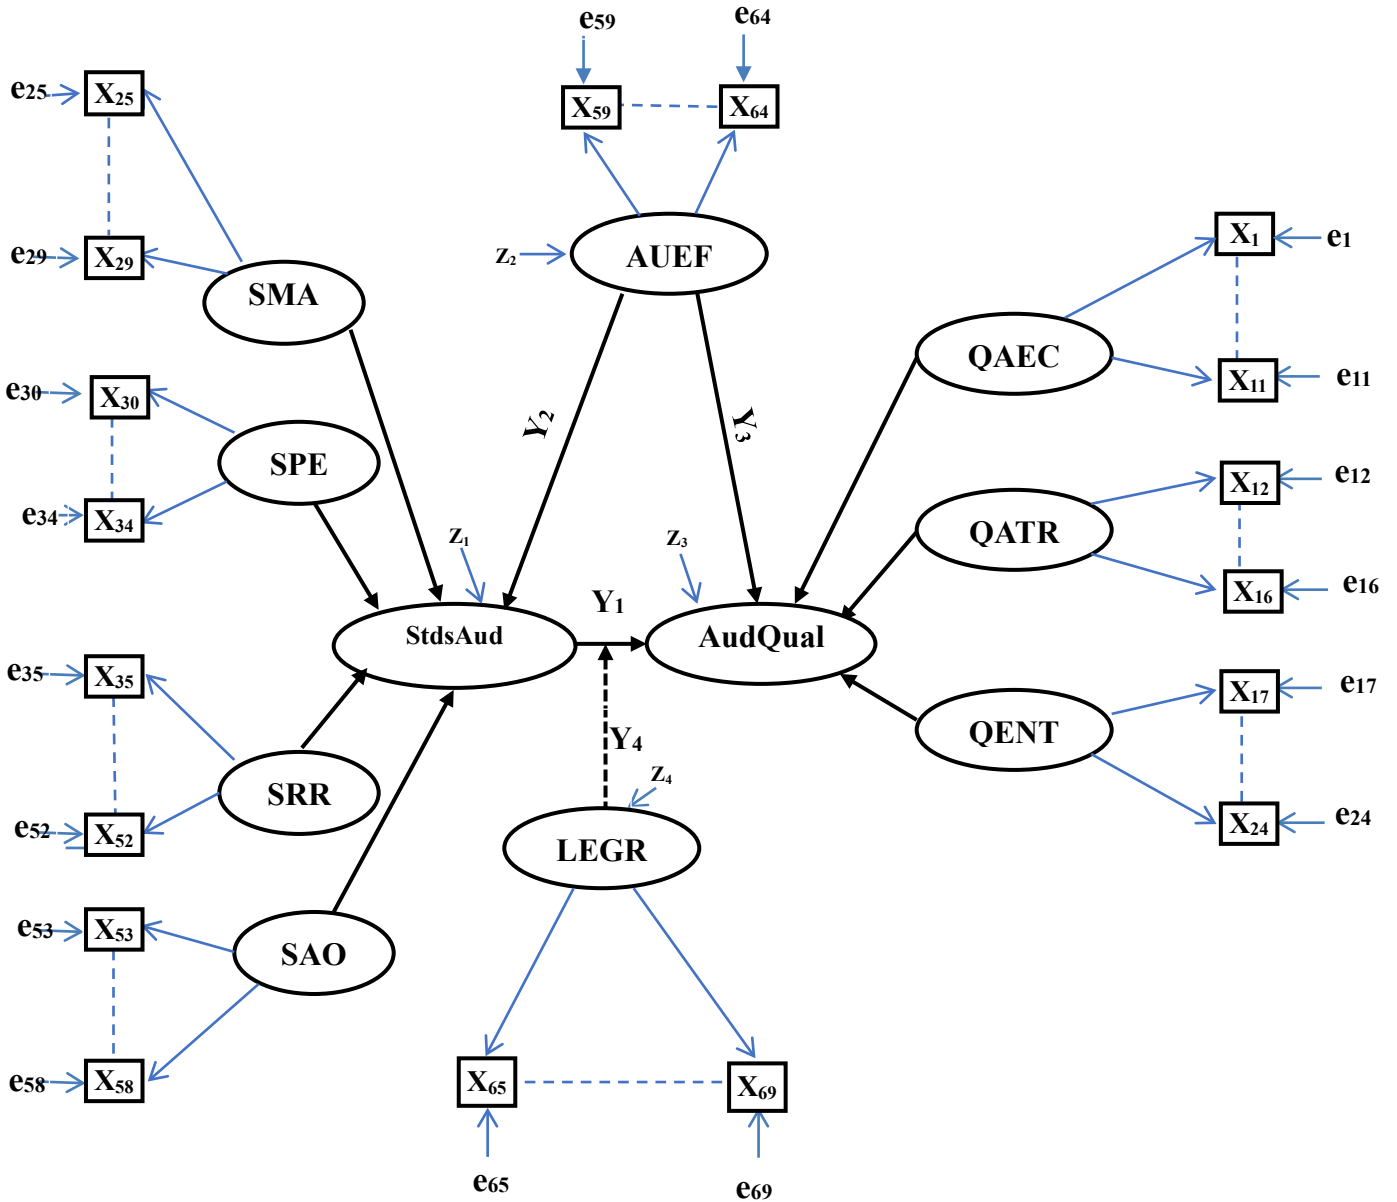 e59
e64
X59
X64
e25
X25
e29
X29
SMA
z2
AUEF
X1
e1
QAEC
X11
e11
e30
X30
SPE
e34
X34
Y2
Y3
X12
e12
QATR
X16
e16
z1
z3
StdsAud
Y1
AudQual
e35
X35
SRR
e52
X52
Y4
z4
LEGR
X17
e17
QENT
X24
e24
e53
X53
SAO
e58
X58
X65
X69
e65
e69